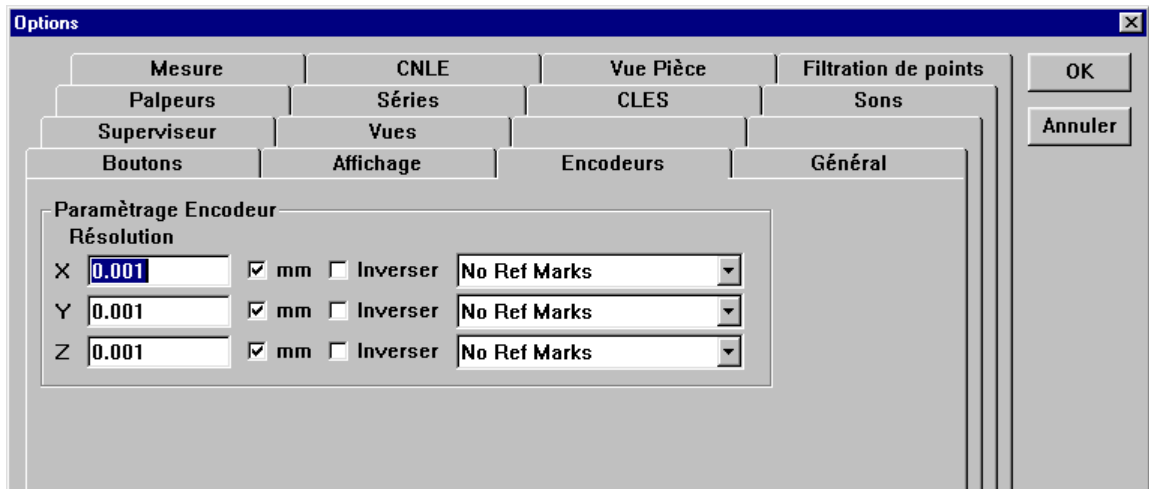 Options
Mesure CNLE Vue Pièce Filtration de points
OK
Palpeurs Séries CLES Sons
Annuler
Superviseur Vues
Boutons Affichage Encodeurs Général
Paramètrage Encodeur
Résolution
X 0.001 mm Inverser No Ref Marks
Y 0.001 mm Inverser No Ref Marks
Z 0.001 mm Inverser No Ref Marks